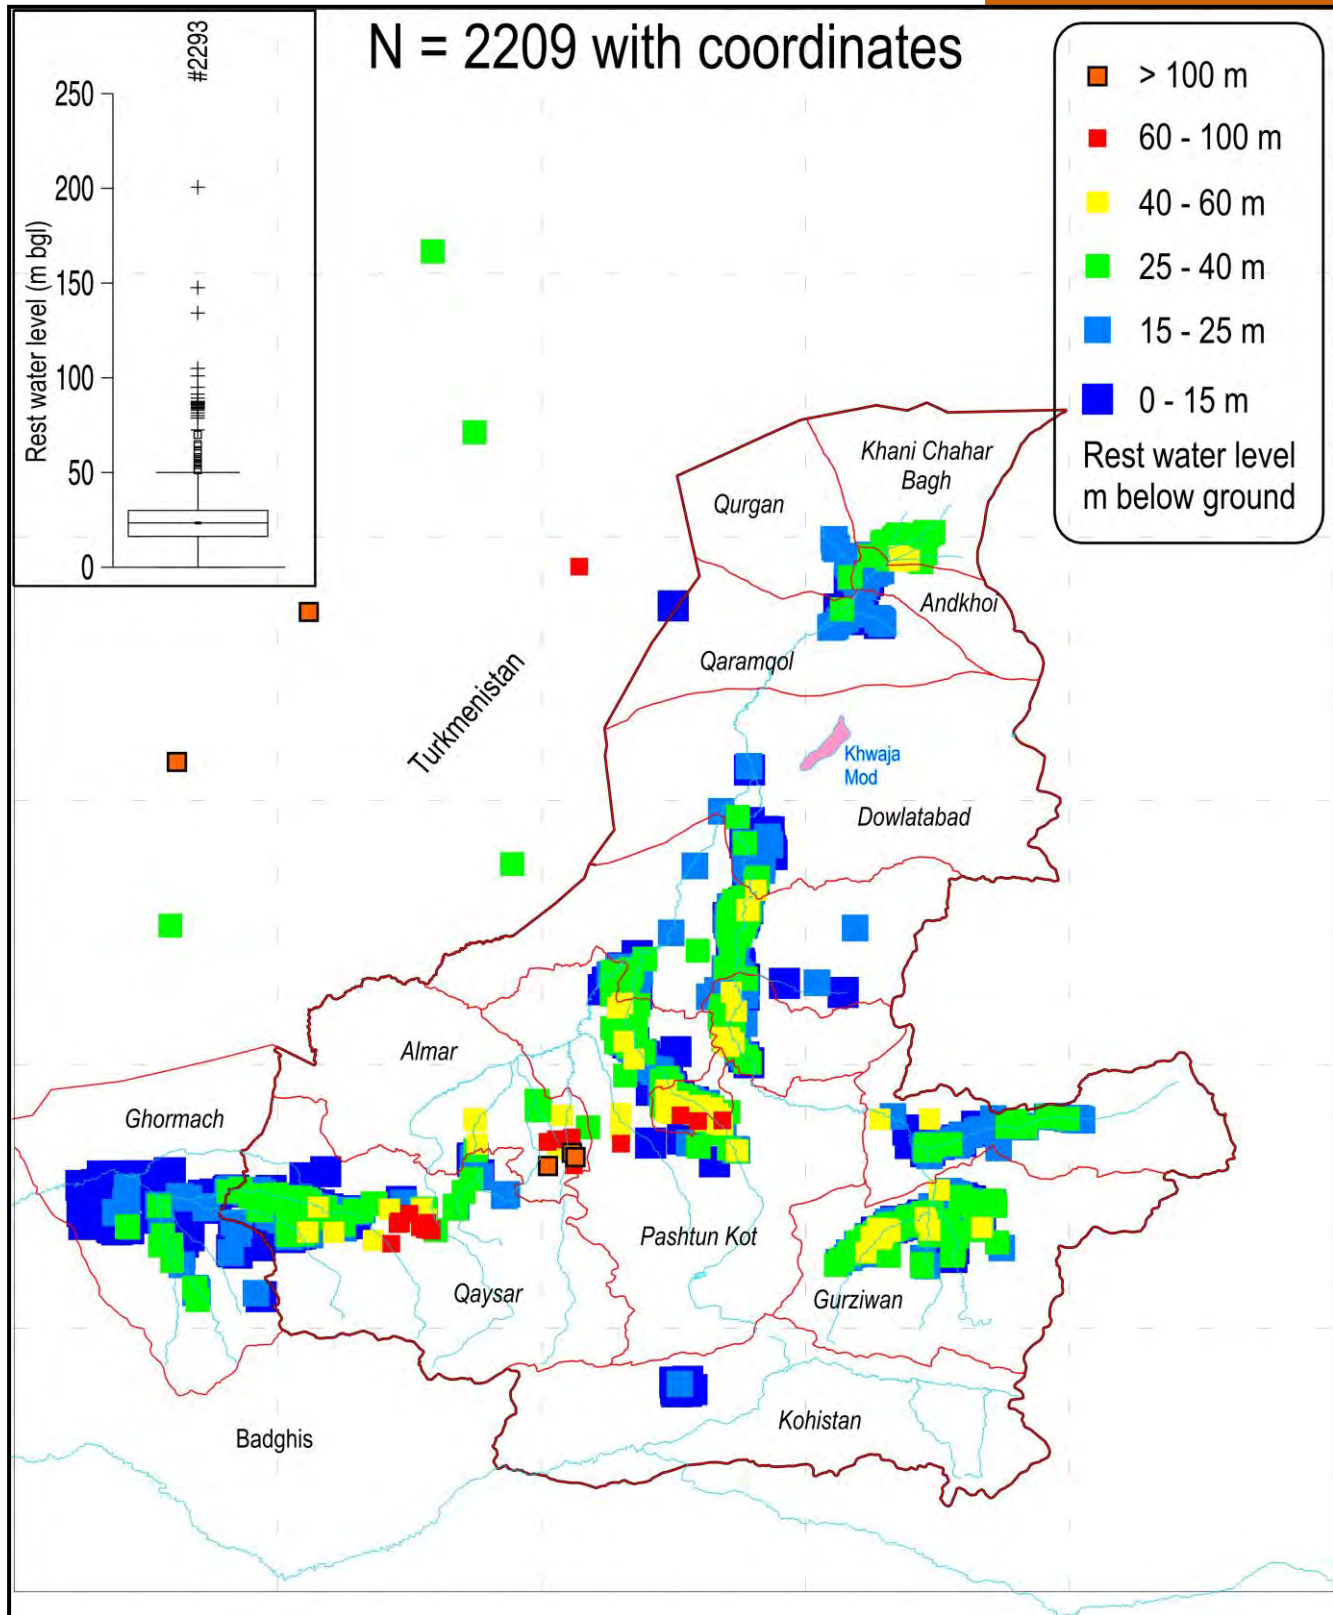 N = 2209 with coordinates
#2293
250
200
150
100
50
0
Rest water level (m bgl)
> 100 m
60 - 100 m
40 - 60 m
25 - 40 m
15 - 25 m
0 - 15 m
Rest water level
m below ground
Khani Chahar
Bagh
Qurgan
Andkhoi
Qaramqol
Turkmenistan
Khwaja
Mod
Dowlatabad
Almar
Ghormach
Pashtun Kot
Qaysar
Gurziwan
Kohistan
Badghis